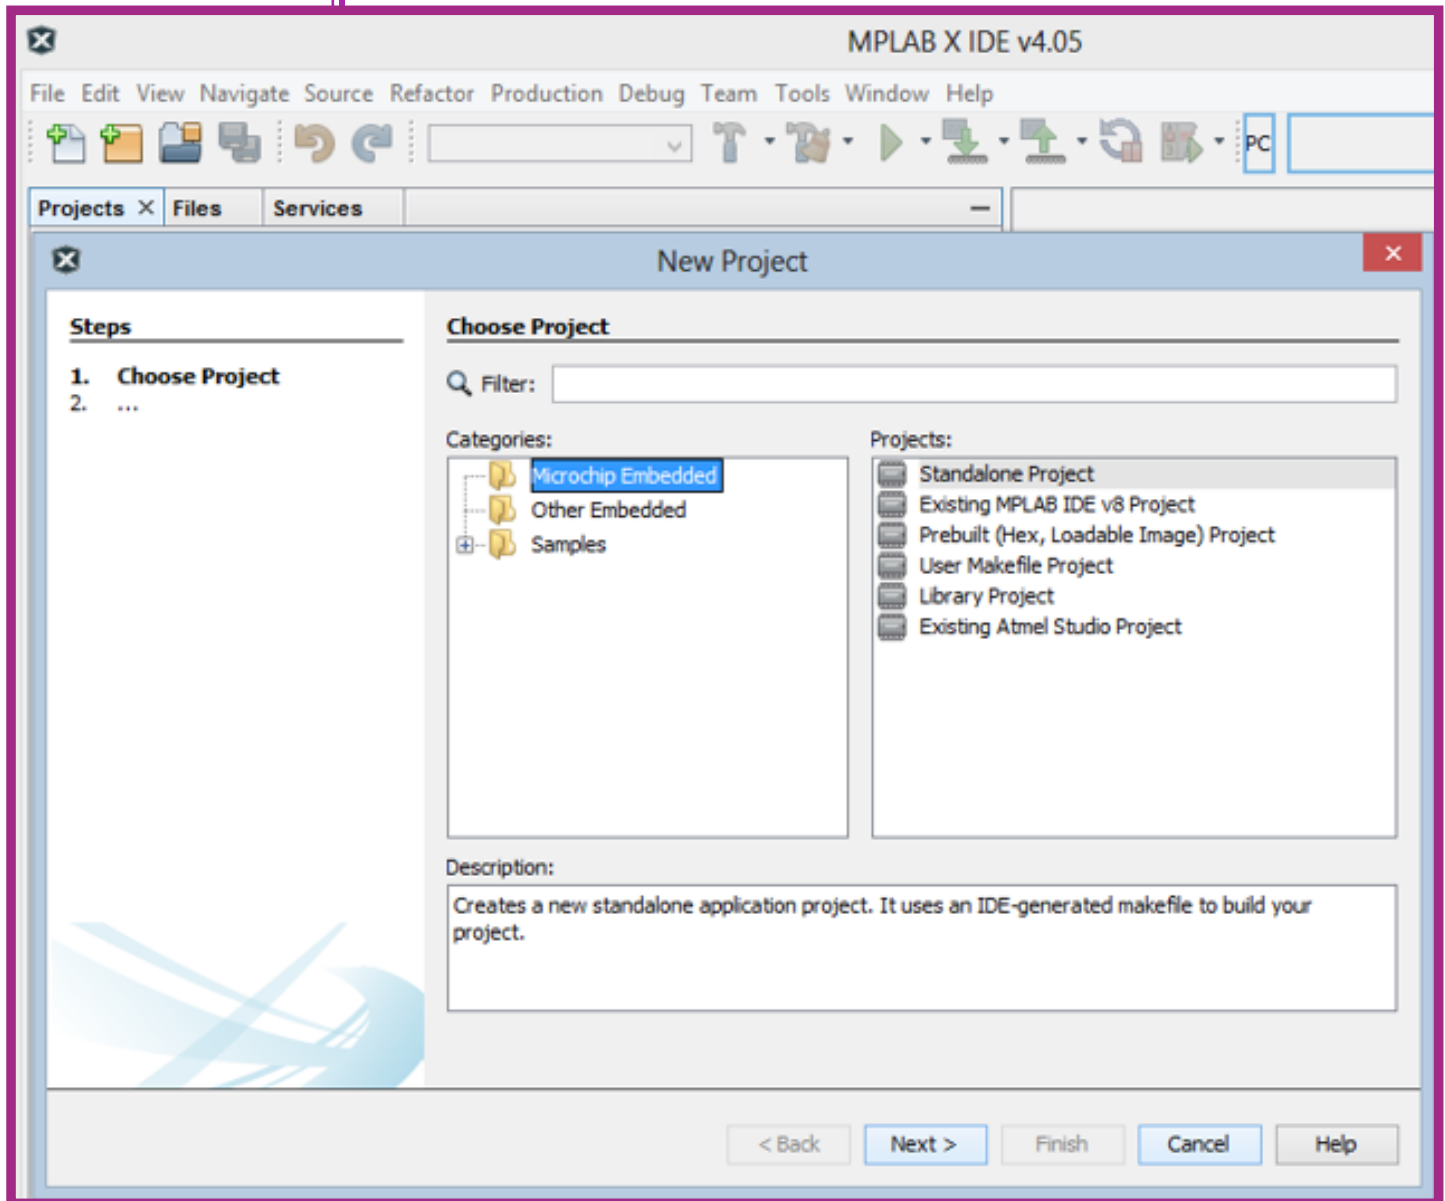 MPLAB X IDE v4.05
File Edit View Navigate Source Refactor Production Debug Team Tools Window Help
PC
Projects Files Services
New Project
Steps
1. Choose Project
2. ...
Choose Project
Filter:
Categories:
Microchip Embedded
Other Embedded
Samples
Projects:
Standalone Project
Existing MPLAB IDE v8 Project
Prebuilt (Hex, Loadable Image) Project
User Makefile Project
Library Project
Existing Atmel Studio Project
Description:
Creates a new standalone application project. It uses an IDE-generated makefile to build your
project.
< Back Next > Finish Cancel Help